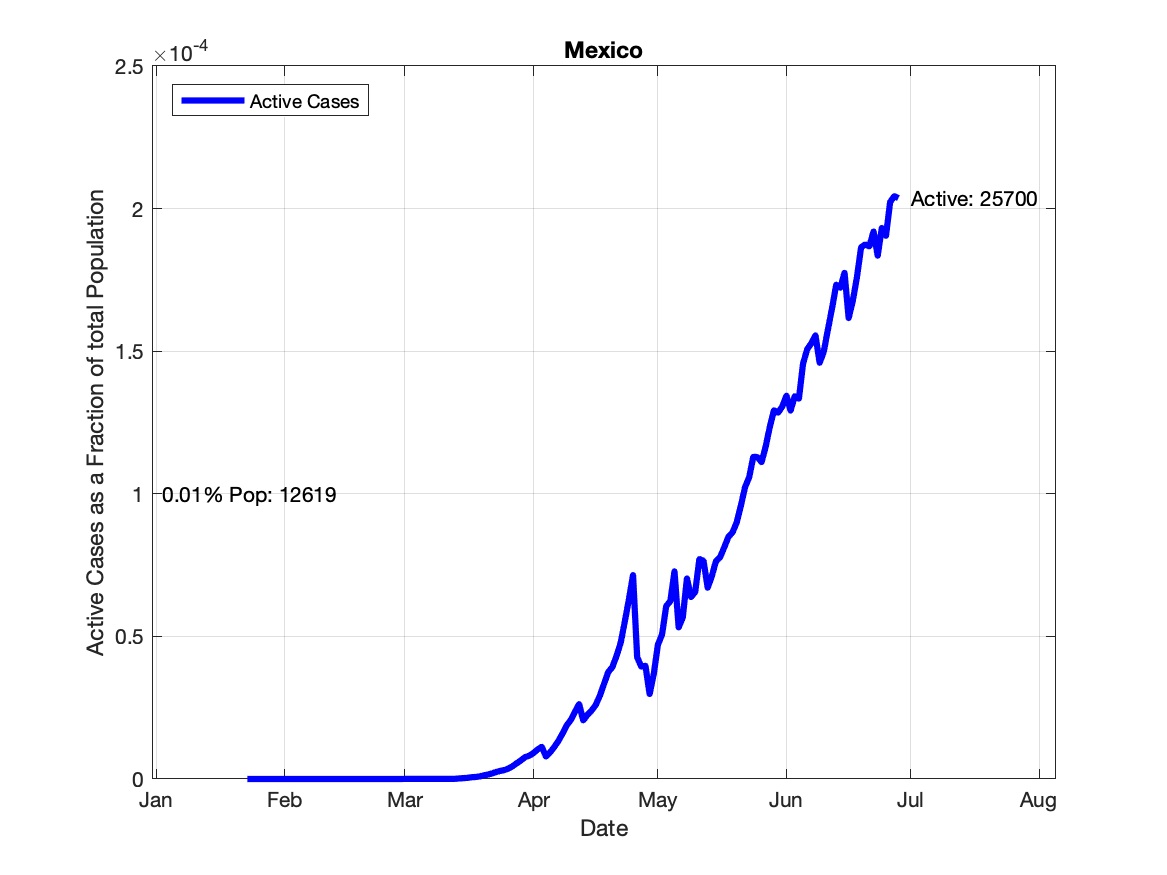 Mexico
×10-4
2.5
2
1.5
1
0.5
0
Active Cases as a Fraction of total Population
Active Cases
Active: 25700
0.01% Pop: 12619
Jan Feb Mar Apr May Jun Jul Aug
Date